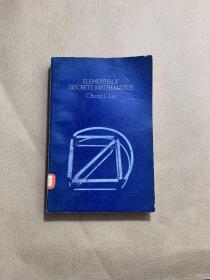 ELEMENTS OF
DISCRETE MATHEMATICS
Chung L. Liu